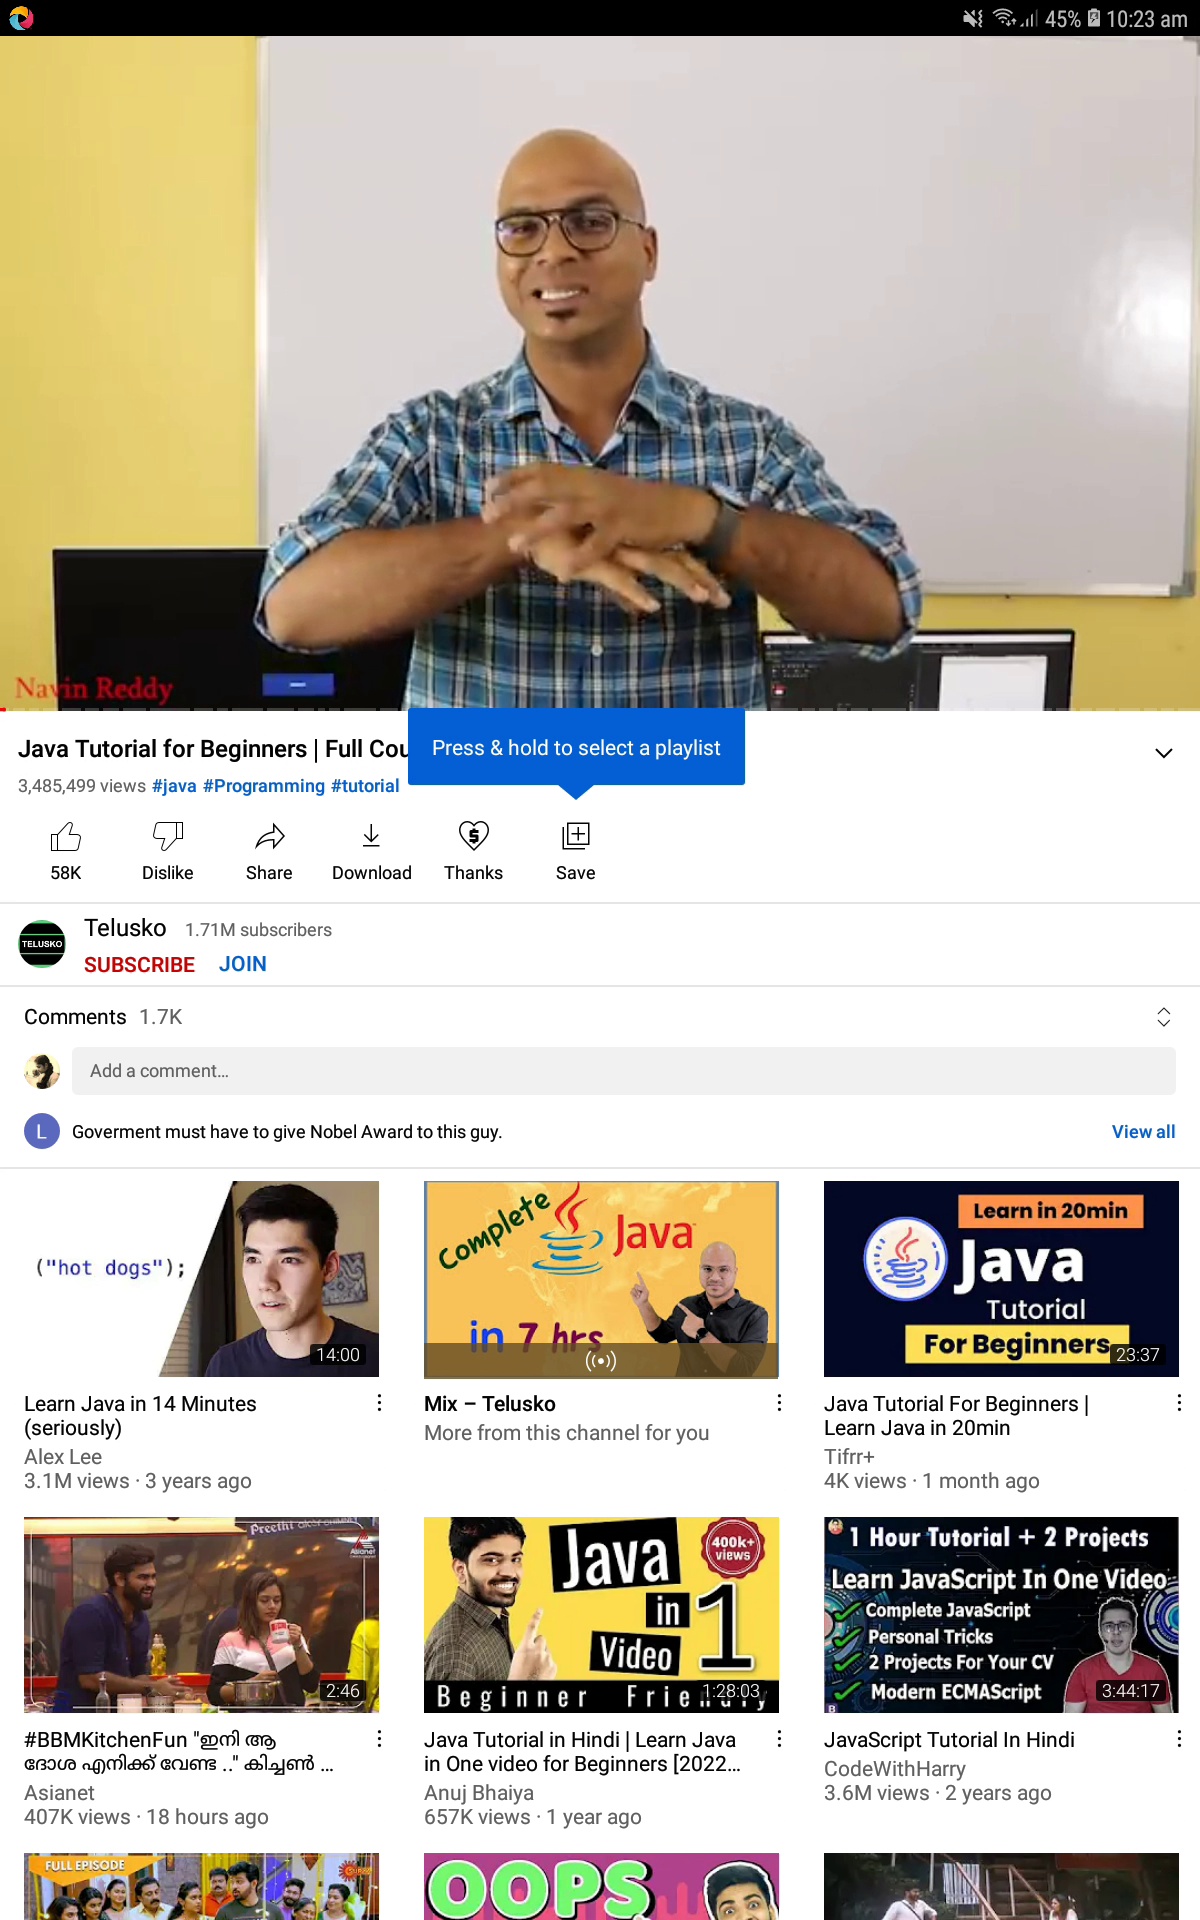 45% 10:23 am
Navin Reddy
Java Tutorial for Beginners | Full Cou
Press & hold to select a playlist
3,485,499 views #java #Programming #tutorial
58K
Dislike
Share
Download
Thanks
Save
TELUSKO
Telusko 1.71M subscribers
SUBSCRIBE JOIN
Comments 1.7K
Add a comment...
L
Goverment must have to give Nobel Award to this guy.
View all
("hot dogs");
14:00
Learn Java in 14 Minutes
(seriously)
Alex Lee
3.1M views · 3 years ago
Complete
Java
in 7 hrs
Mix – Telusko
More from this channel for you
Learn in 20min
Java
Tutorial
For Beginners
23:37
Java Tutorial For Beginners |
Learn Java in 20min
Tifrr+
4K views · 1 month ago
Preethi
Asianet
2:46
#BBMKitchenFun "ഇനി ആ
ദോശ എനിക്ക് വേണ്ട .." കിച്ചൺ ...
Asianet
407K views · 18 hours ago
Java
400k+
views
in 1
Video
Beginner
1:28:03
Java Tutorial in Hindi | Learn Java
in One video for Beginners [2022...
Anuj Bhaiya
657K views · 1 year ago
1 Hour Tutorial + 2 Projects
Learn JavaScript In One Video
Complete JavaScript
Personal Tricks
2 Projects For Your CV
Modern ECMAScript
3:44:17
JavaScript Tutorial In Hindi
CodeWithHarry
3.6M views · 2 years ago
FULL EPISODE
OOPS